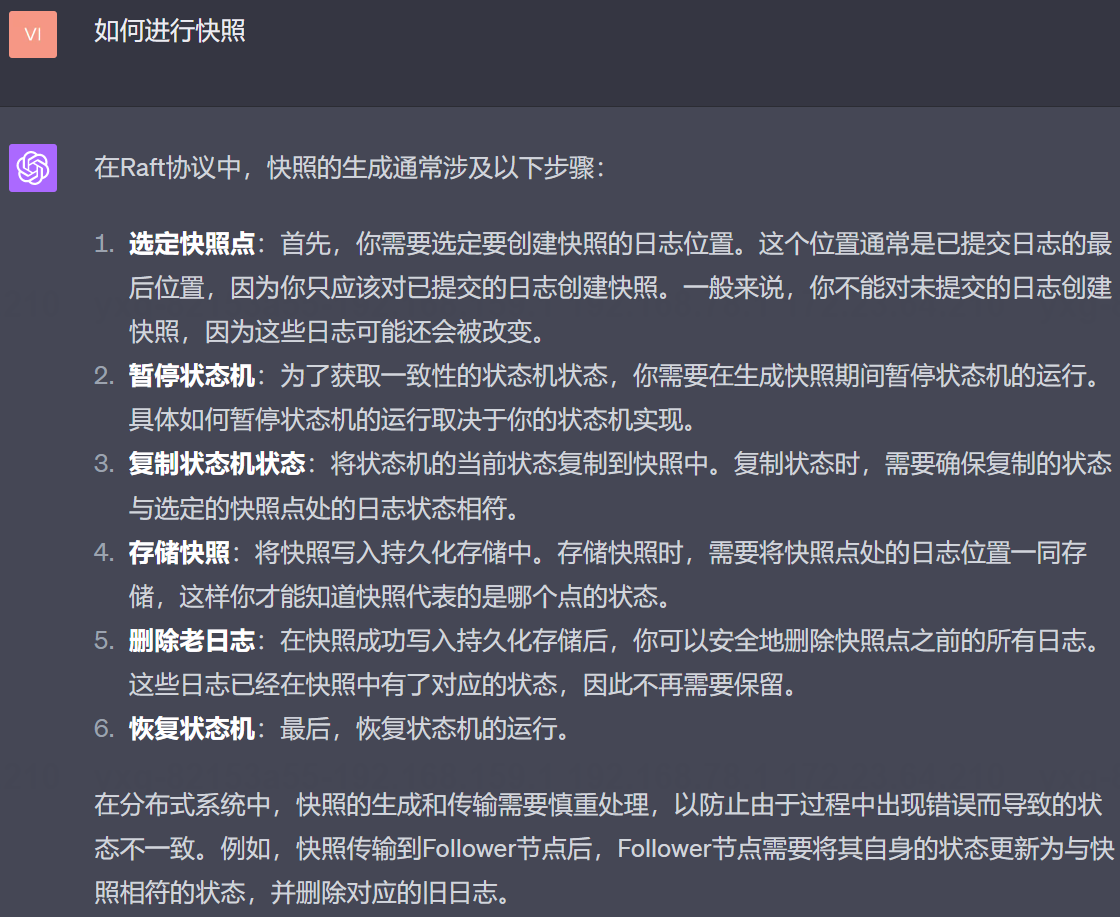 VI
如何进行快照
在Raft协议中，快照的生成通常涉及以下步骤：
1. 选定快照点：首先，你需要选定要创建快照的日志位置。这个位置通常是已提交日志的最
后位置，因为你只应该对已提交的日志创建快照。一般来说，你不能对未提交的日志创建
快照，因为这些日志可能还会被改变。
2. 暂停状态机：为了获取一致性的状态机状态，你需要在生成快照期间暂停状态机的运行。
具体如何暂停状态机的运行取决于你的状态机实现。
3. 复制状态机状态：将状态机的当前状态复制到快照中。复制状态时，需要确保复制的状态
与选定的快照点处的日志状态相符。
4. 存储快照：将快照写入持久化存储中。存储快照时，需要将快照点处的日志位置一同存
储，这样你才能知道快照代表的是哪个点的状态。
5. 删除老日志：在快照成功写入持久化存储后，你可以安全地删除快照点之前的所有日志。
这些日志已经在快照中有了对应的状态，因此不再需要保留。
6. 恢复状态机：最后，恢复状态机的运行。
在分布式系统中，快照的生成和传输需要慎重处理，以防止由于过程中出现错误而导致的状
态不一致。例如，快照传输到Follower节点后，Follower节点需要将其自身的状态更新为与快
照相符的状态，并删除对应的旧日志。